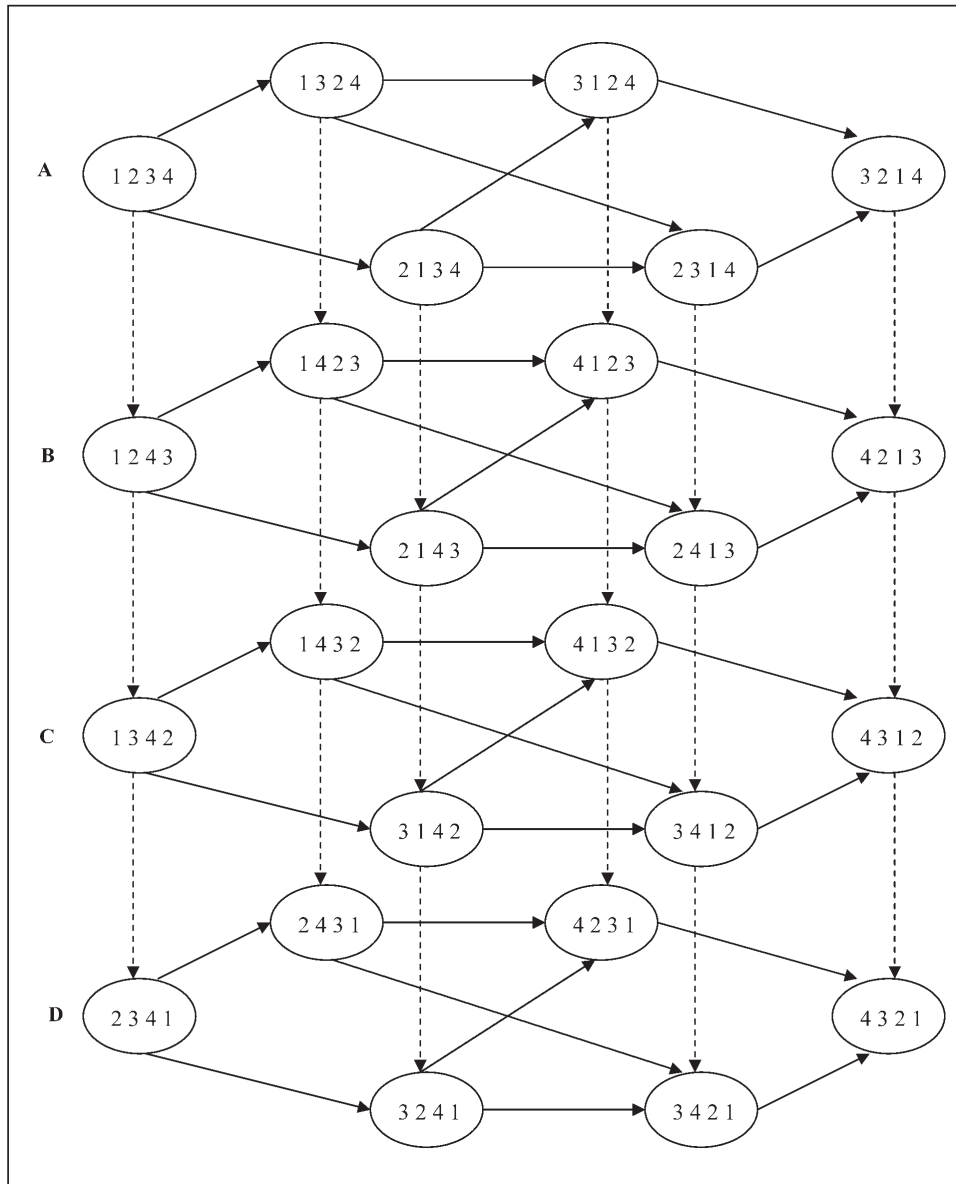 1 3 2 4
3 1 2 4
A
1 2 3 4
3 2 1 4
2 1 3 4
2 3 1 4
1 4 2 3
4 1 2 3
B
1 2 4 3
4 2 1 3
2 1 4 3
2 4 1 3
1 4 3 2
4 1 3 2
C
1 3 4 2
4 3 1 2
3 1 4 2
3 4 1 2
2 4 3 1
4 2 3 1
D
2 3 4 1
4 3 2 1
3 2 4 1
3 4 2 1